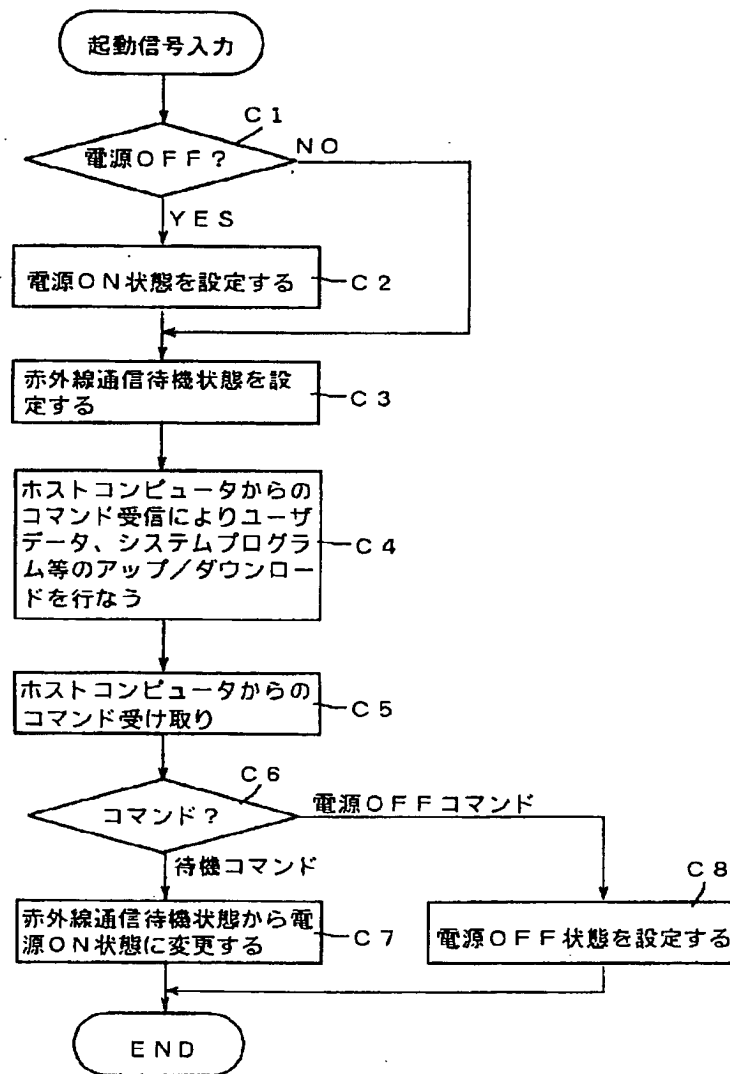 起動信号入力
C1
電源OFF?
NO
YES
電源ON状態を設定する
C2
赤外線通信待機状態を設
定する
C3
ホストコンピュータからの
コマンド受信によりユーザ
データ、システムプログラ
ム等のアップ/ダウンロー
ドを行なう
C4
ホストコンピュータからの
コマンド受け取り
C5
C6
コマンド?
電源OFFコマンド
待機コマンド
赤外線通信待機状態から電
源ON状態に変更する
C7
C8
電源OFF状態を設定する
END